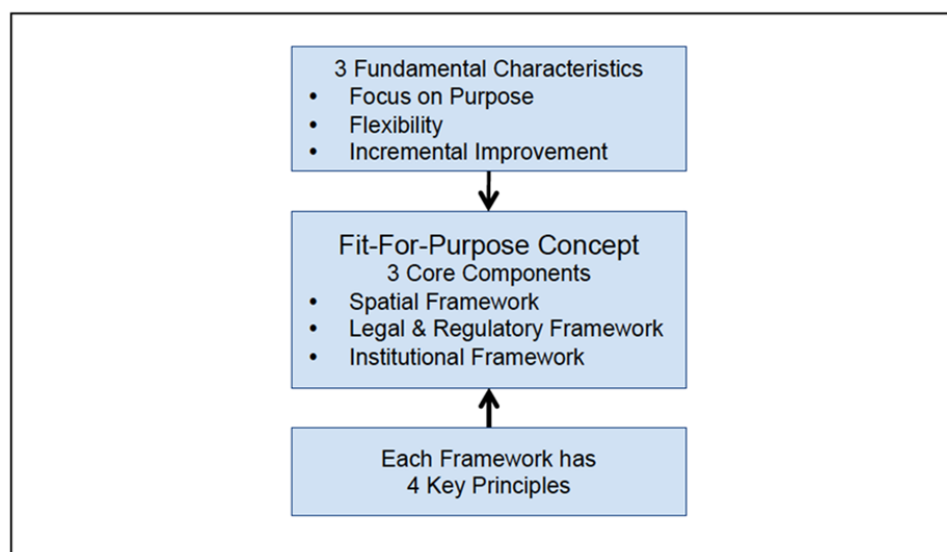 3 Fundamental Characteristics
• Focus on Purpose
• Flexibility
• Incremental Improvement
Fit-For-Purpose Concept
3 Core Components
• Spatial Framework
• Legal & Regulatory Framework
• Institutional Framework
Each Framework has
4 Key Principles